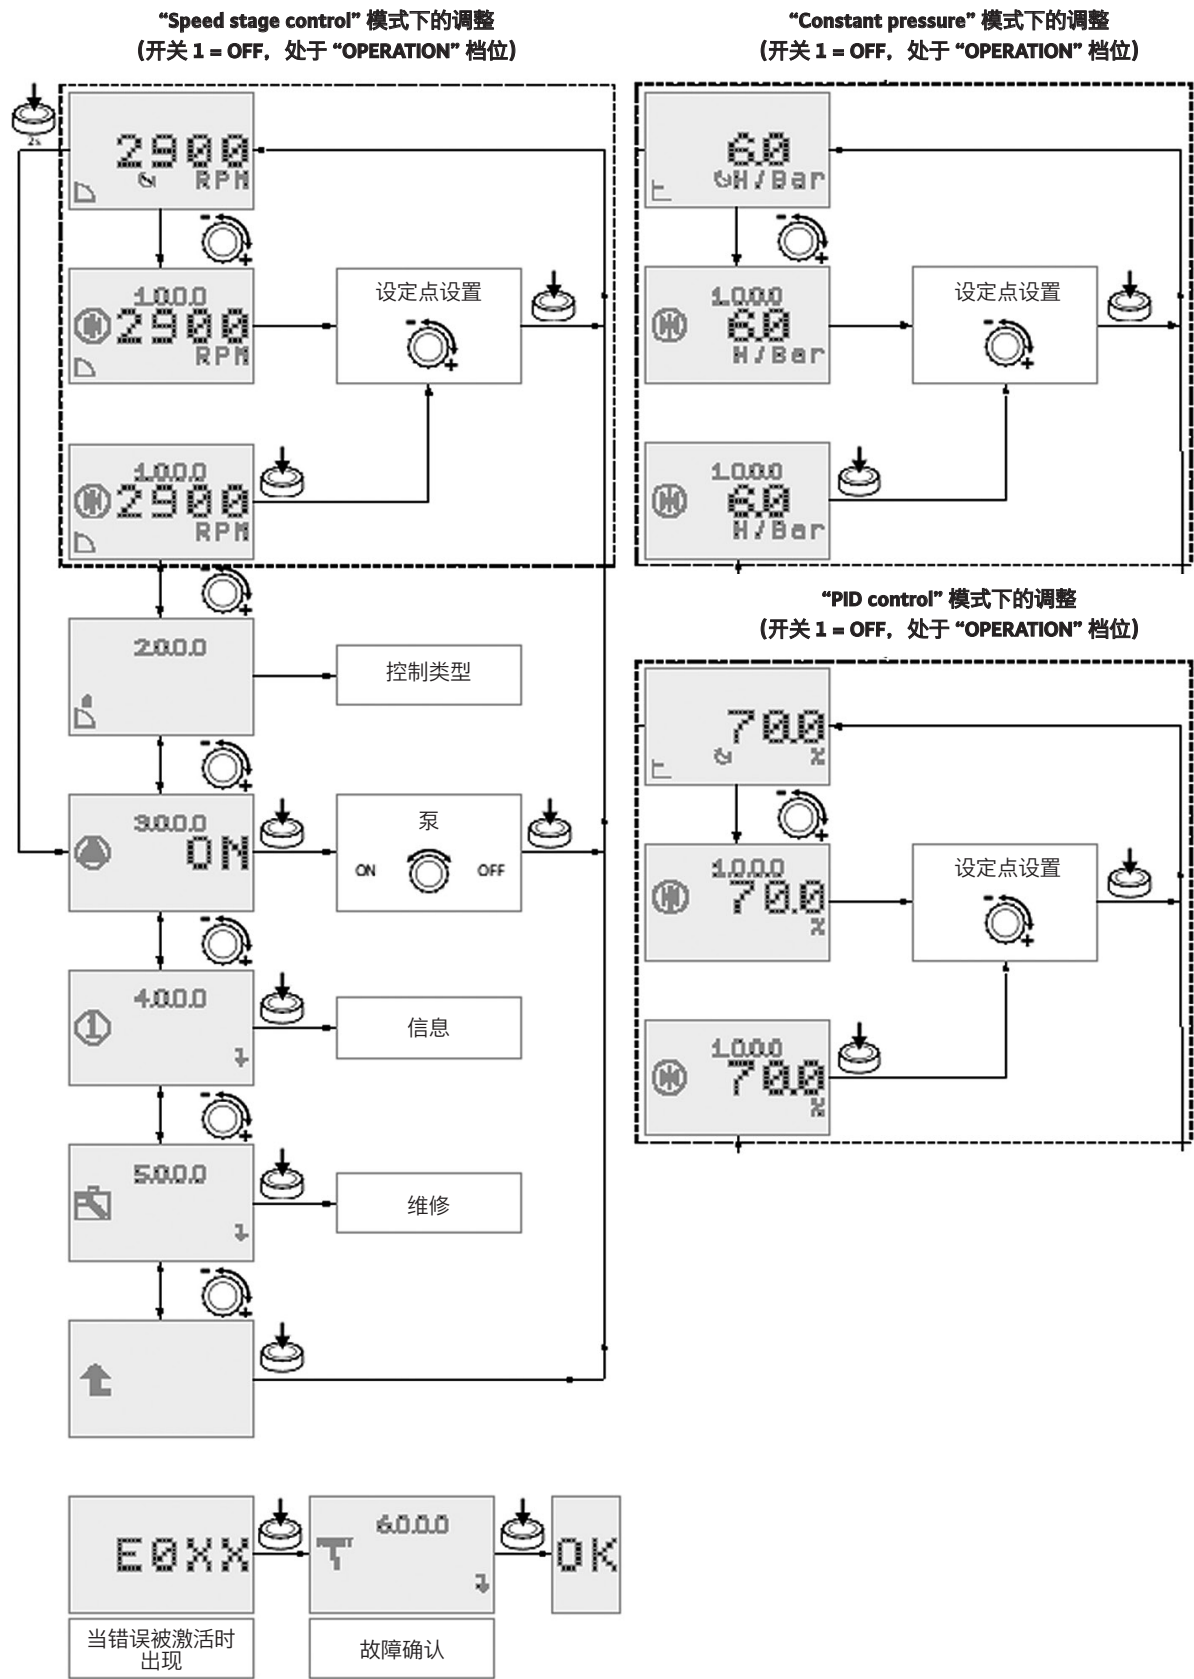 “Speed stage control” 模式下的调整
(开关 1 = OFF, 处于 “OPERATION” 档位)
2s
2900
RPM
1.0.0.0
2900
RPM
设定点设置
- +
1.0.0.0
2900
RPM
2.0.0.0
控制类型
3.0.0.0
ON
泵
ON OFF
4.0.0.0
1
信息
5.0.0.0
维修
E0XX
6.0.0.0
OK
当错误被激活时
出现
故障确认
“Constant pressure” 模式下的调整
(开关 1 = OFF, 处于 “OPERATION” 档位)
6.0
H/Bar
- +
1.0.0.0
6.0
H/Bar
设定点设置
- +
1.0.0.0
6.0
H/Bar
“PID control” 模式下的调整
(开关 1 = OFF, 处于 “OPERATION” 档位)
70.0
%
- +
1.0.0.0
70.0
%
设定点设置
- +
1.0.0.0
70.0
%